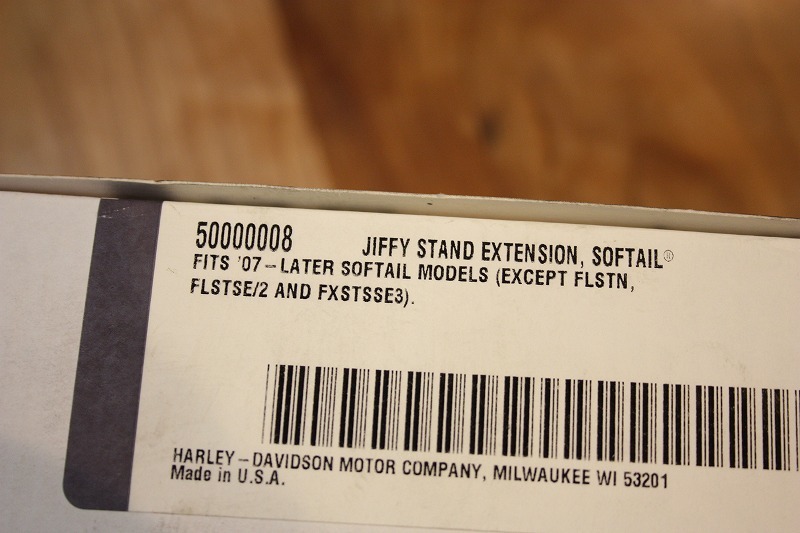 50000008 JIFFY STAND EXTENSION, SOFTAIL®
FITS '07-LATER SOFTAIL MODELS (EXCEPT FLSTN,
FLSTSE/2 AND FXSTSSE3).
HARLEY-DAVIDSON MOTOR COMPANY, MILWAUKEE WI 53201
Made in U.S.A.